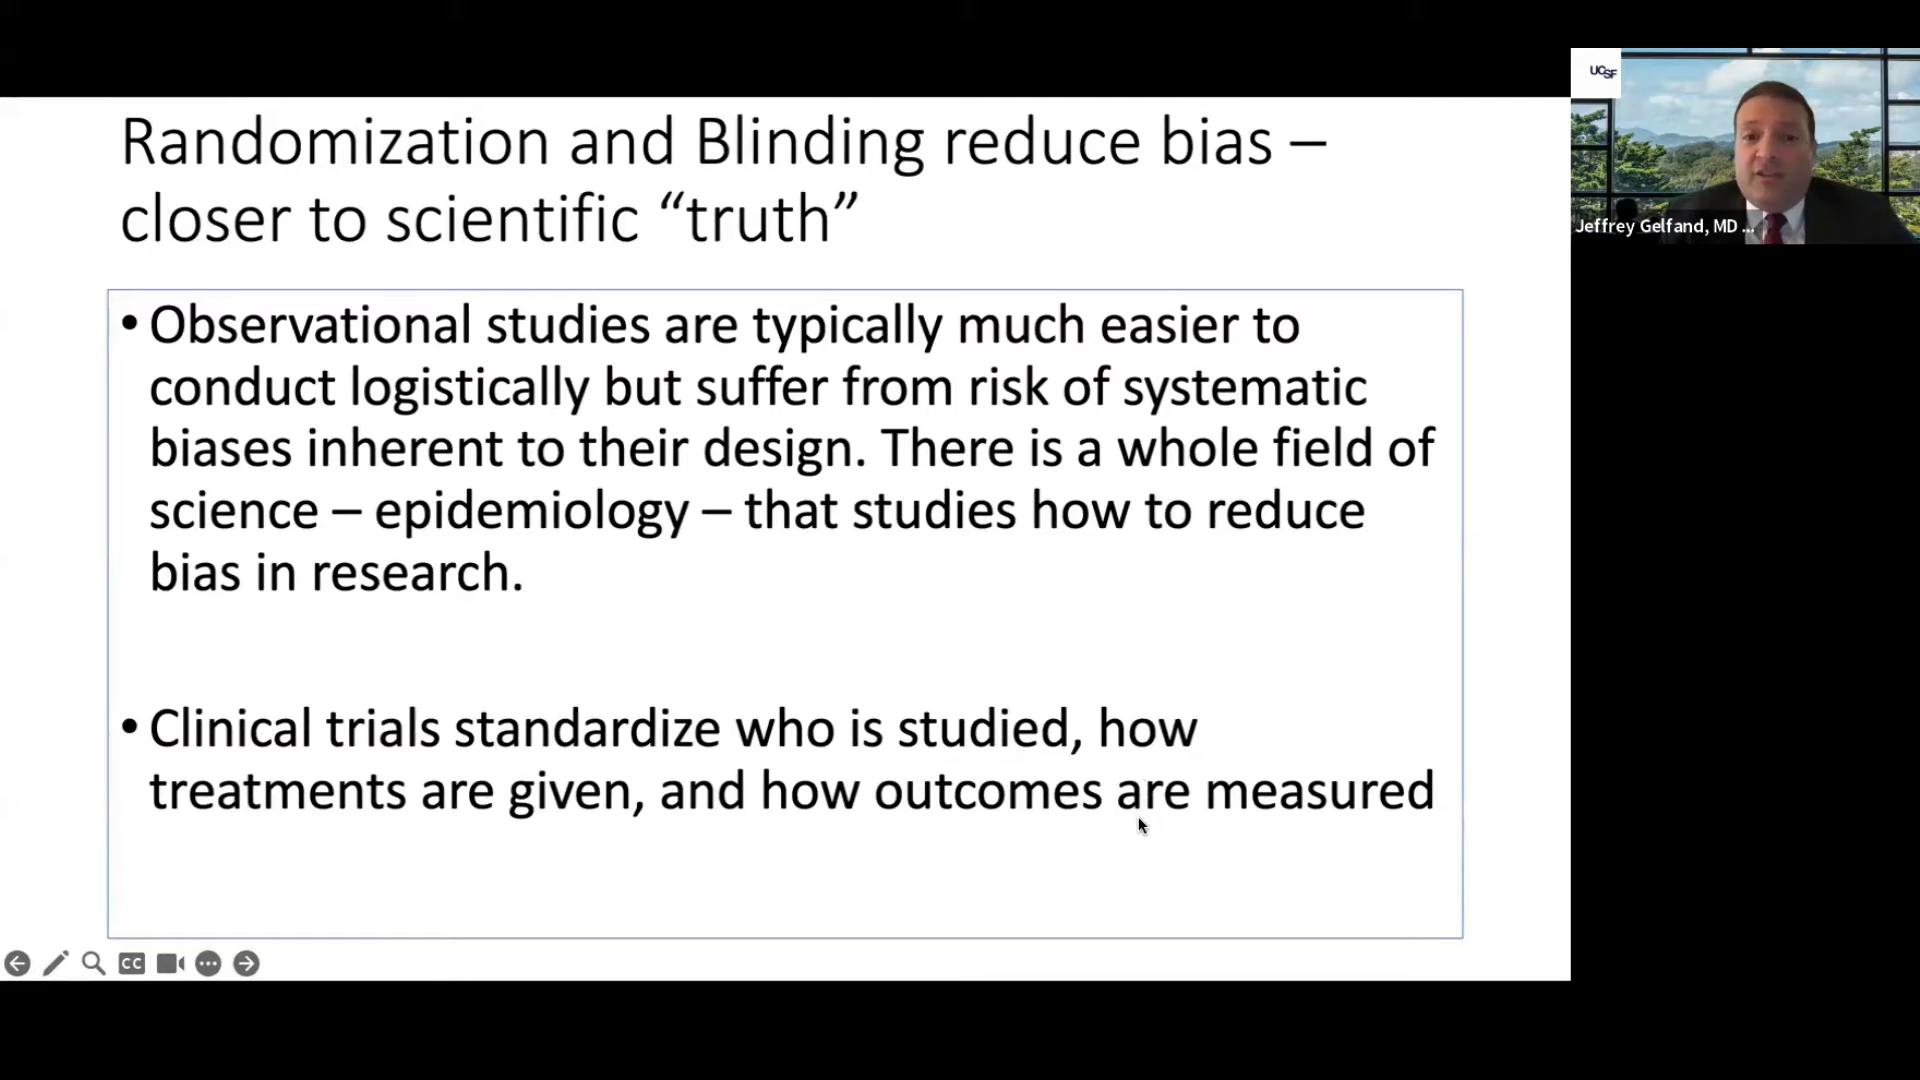 Randomization and Blinding reduce bias –
closer to scientific “truth”
• Observational studies are typically much easier to
conduct logistically but suffer from risk of systematic
biases inherent to their design. There is a whole field of
science – epidemiology – that studies how to reduce
bias in research.
• Clinical trials standardize who is studied, how
treatments are given, and how outcomes are measured
CC
UCSF
Jeffrey Gelfand, MD ...